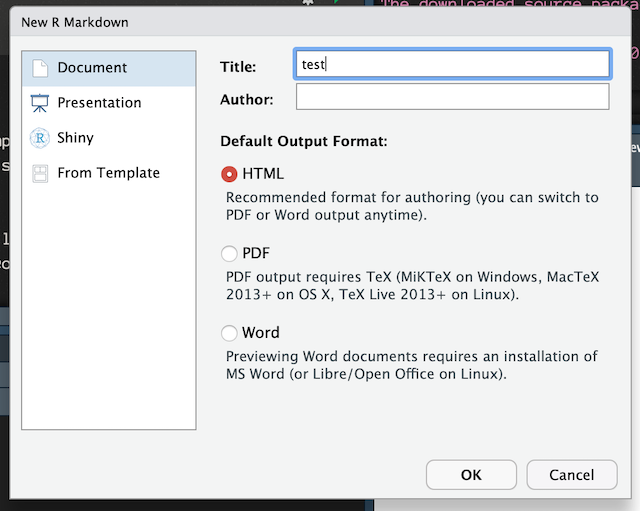 The downloaded source packa
New R Markdown
Document
Presentation
Shiny
From Template
Title:
test
Author:
Default Output Format:
HTML
Recommended format for authoring (you can switch to
PDF or Word output anytime).
PDF
PDF output requires TeX (MiKTeX on Windows, MacTeX
2013+ on OS X, TeX Live 2013+ on Linux).
Word
Previewing Word documents requires an installation of
MS Word (or Libre/Open Office on Linux).
OK
Cancel